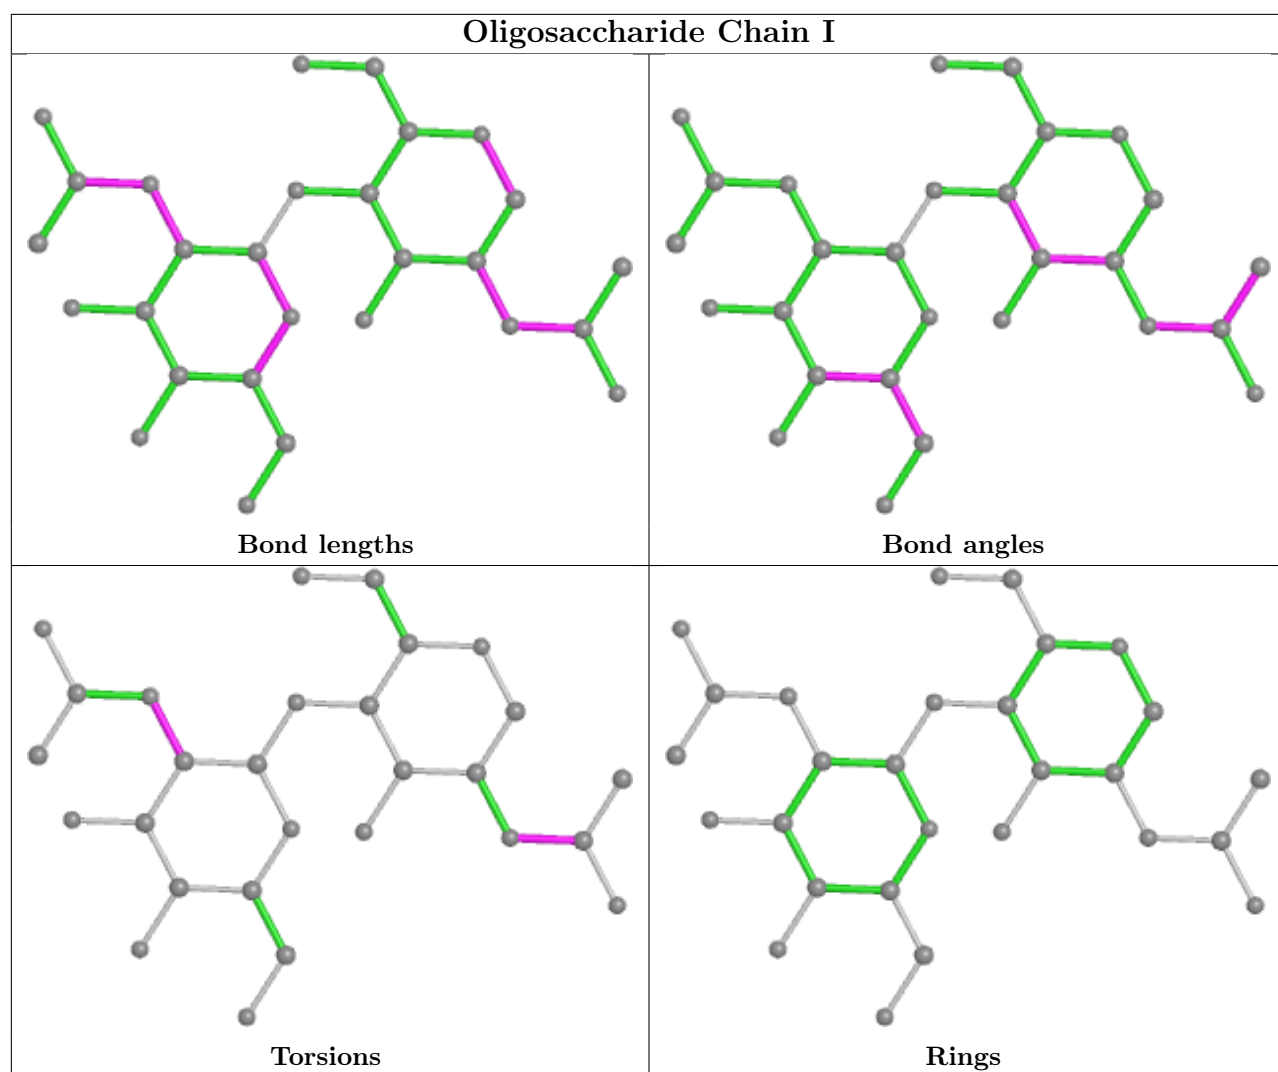 Oligosaccharide Chain I
Bond lengths
Bond angles
Torsions
Rings